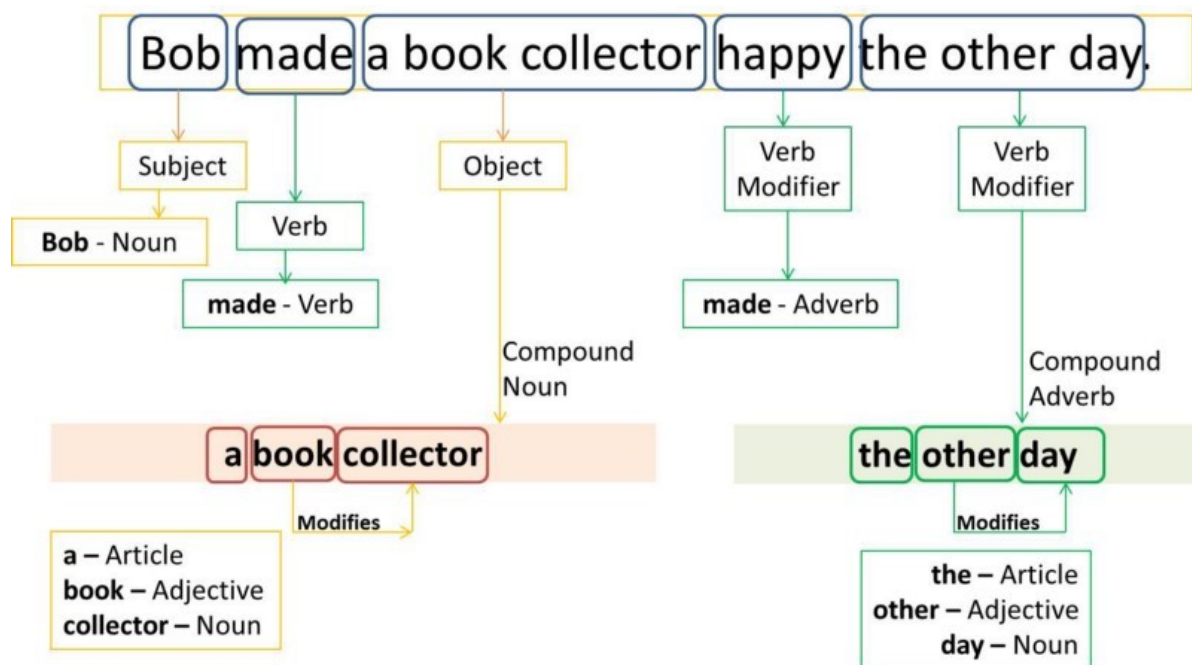 Bob made a book collector happy the other day.
Subject
Object
Verb
Modifier
Verb
Modifier
Verb
Bob - Noun
made - Verb
made - Adverb
Compound
Noun
Compound
Adverb
a book collector
the other day
Modifies
Modifies
a – Article
book – Adjective
collector – Noun
the – Article
other – Adjective
day – Noun